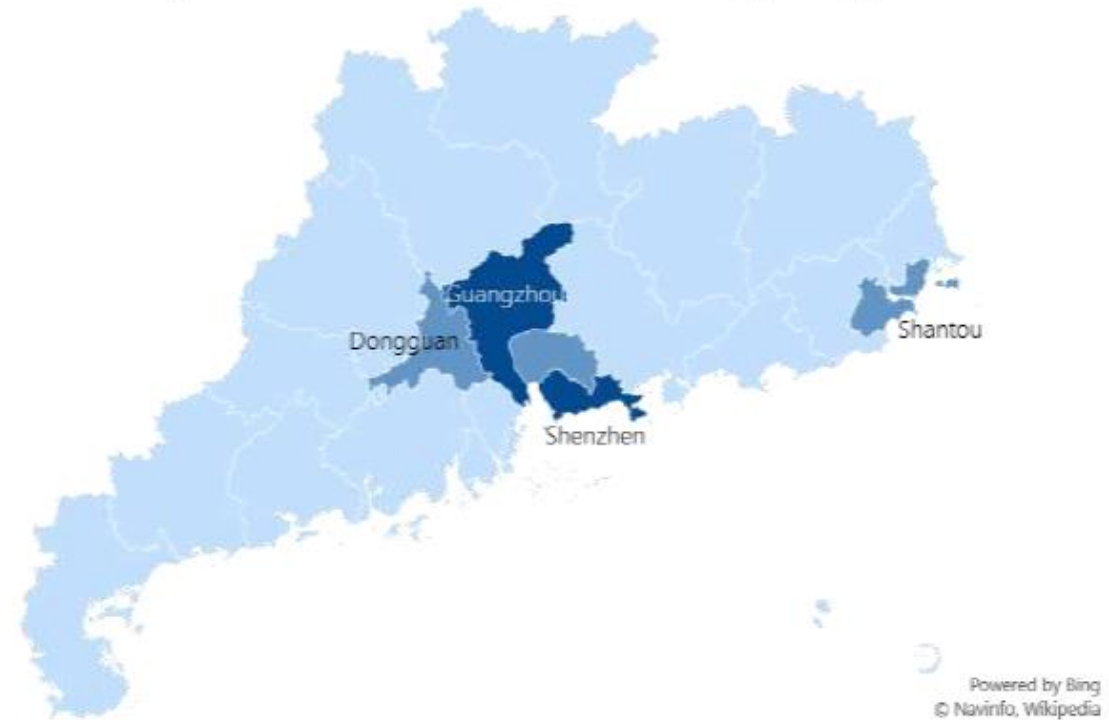 Guangzhou
Dongguan
Shantou
Shenzhen
Powered by Bing
© Navinfo, Wikipedia